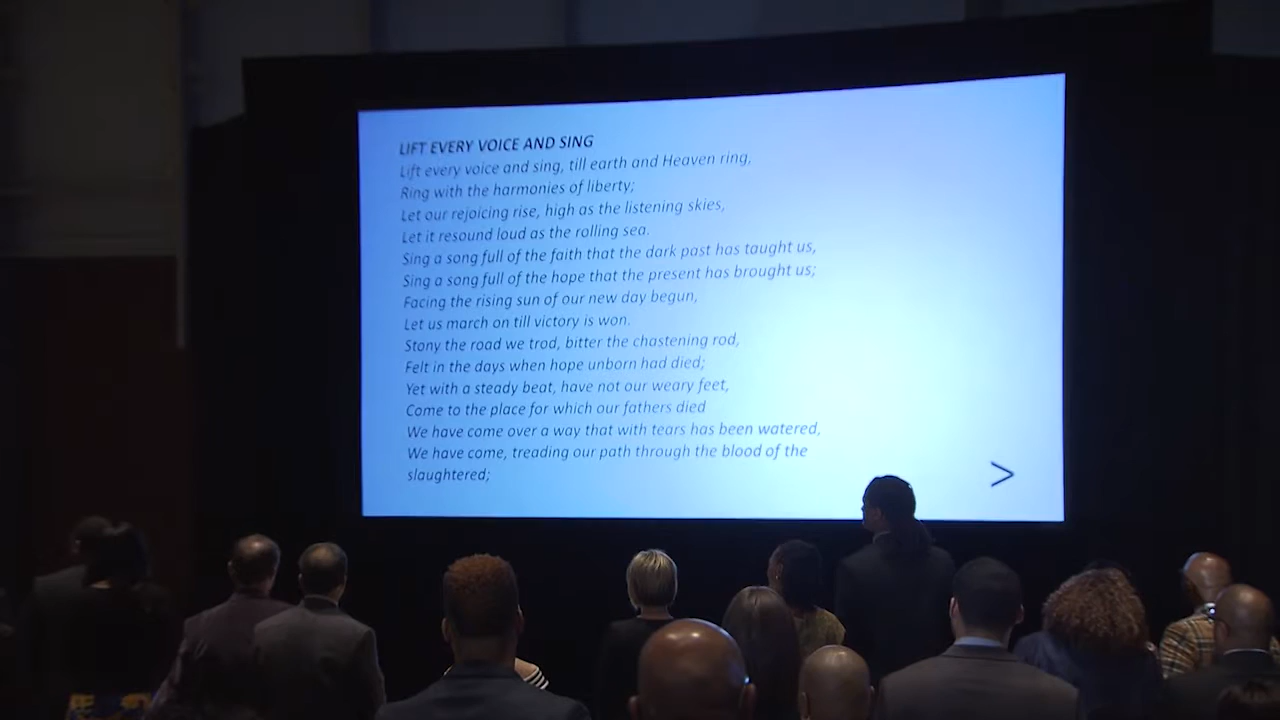 LIFT EVERY VOICE AND SING
Lift every voice and sing, till earth and Heaven ring,
Ring with the harmonies of liberty;
Let our rejoicing rise, high as the listening skies,
Let it resound loud as the rolling sea.
Sing a song full of the faith that the dark past has taught us,
Sing a song full of the hope that the present has brought us;
Facing the rising sun of our new day begun,
Let us march on till victory is won.
Stony the road we trod, bitter the chastening rod,
Felt in the days when hope unborn had died;
Yet with a steady beat, have not our weary feet,
Come to the place for which our fathers died
We have come over a way that with tears has been watered,
We have come, treading our path through the blood of the
slaughtered;
>